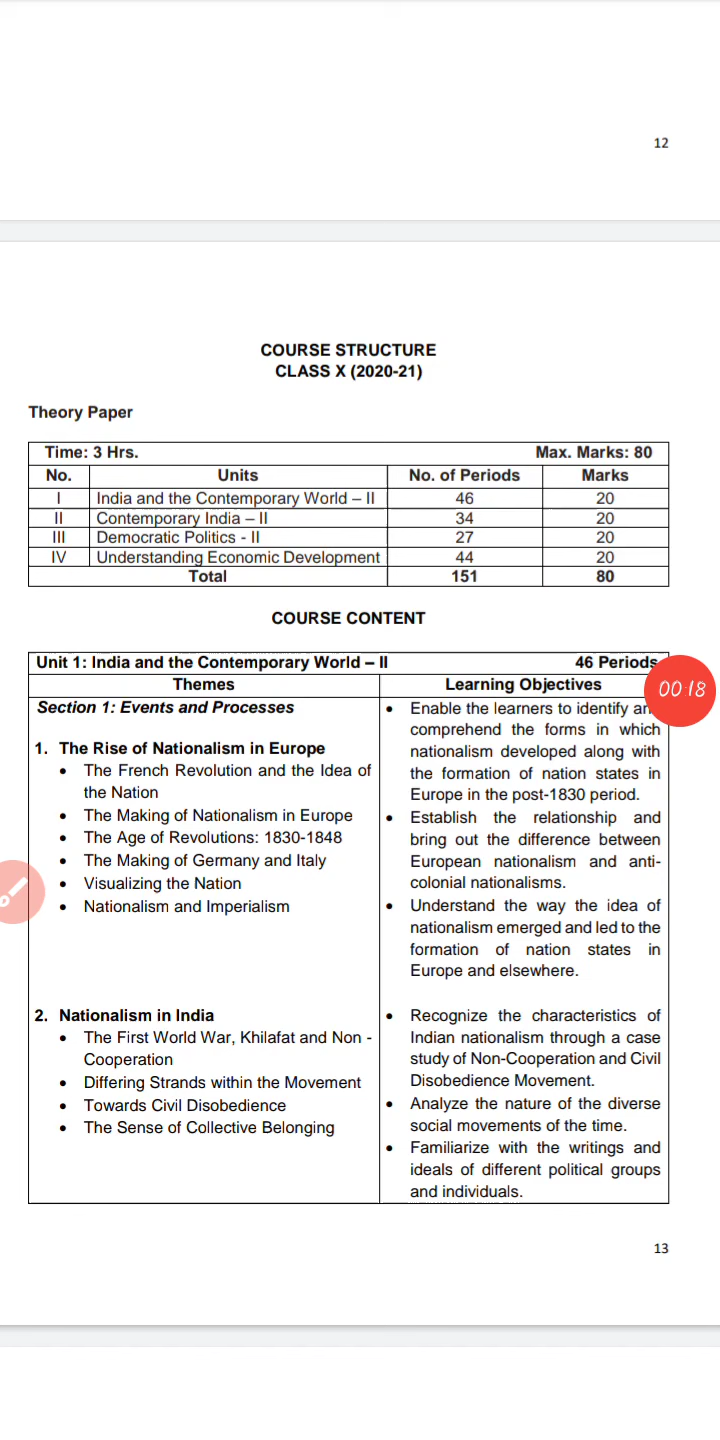 12
COURSE STRUCTURE
CLASS X (2020-21)
Theory Paper
Time: 3 Hrs. Max. Marks: 80
No. Units No. of Periods Marks
I India and the Contemporary World – II 46 20
II Contemporary India – II 34 20
III Democratic Politics - II 27 20
IV Understanding Economic Development 44 20
Total 151 80
COURSE CONTENT
Unit 1: India and the Contemporary World – II 46 Periods
Themes Learning Objectives
00:18
Section 1: Events and Processes
1. The Rise of Nationalism in Europe
• The French Revolution and the Idea of
the Nation
• The Making of Nationalism in Europe
• The Age of Revolutions: 1830-1848
• The Making of Germany and Italy
• Visualizing the Nation
• Nationalism and Imperialism
• Enable the learners to identify an
comprehend the forms in which
nationalism developed along with
the formation of nation states in
Europe in the post-1830 period.
• Establish the relationship and
bring out the difference between
European nationalism and anti-
colonial nationalisms.
• Understand the way the idea of
nationalism emerged and led to the
formation of nation states in
Europe and elsewhere.
2. Nationalism in India
• The First World War, Khilafat and Non -
Cooperation
• Differing Strands within the Movement
• Towards Civil Disobedience
• The Sense of Collective Belonging
• Recognize the characteristics of
Indian nationalism through a case
study of Non-Cooperation and Civil
Disobedience Movement.
• Analyze the nature of the diverse
social movements of the time.
• Familiarize with the writings and
ideals of different political groups
and individuals.
13